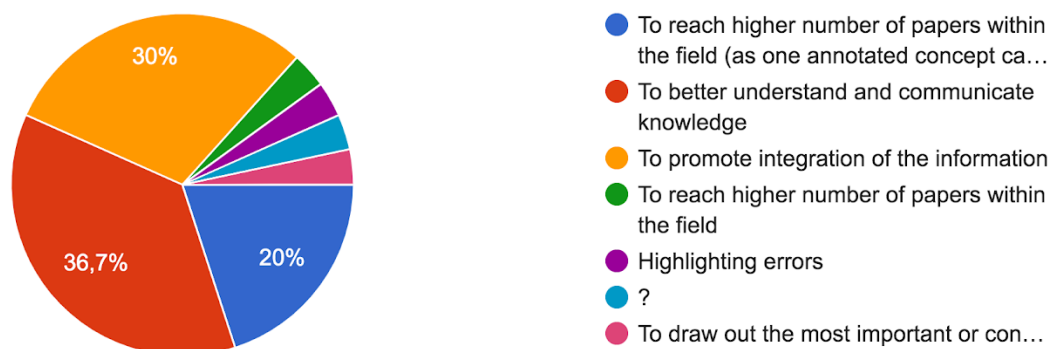 30%
36,7%
20%
To reach higher number of papers within
the field (as one annotated concept ca…
To better understand and communicate
knowledge
To promote integration of the information
To reach higher number of papers within
the field
Highlighting errors
?
To draw out the most important or con…